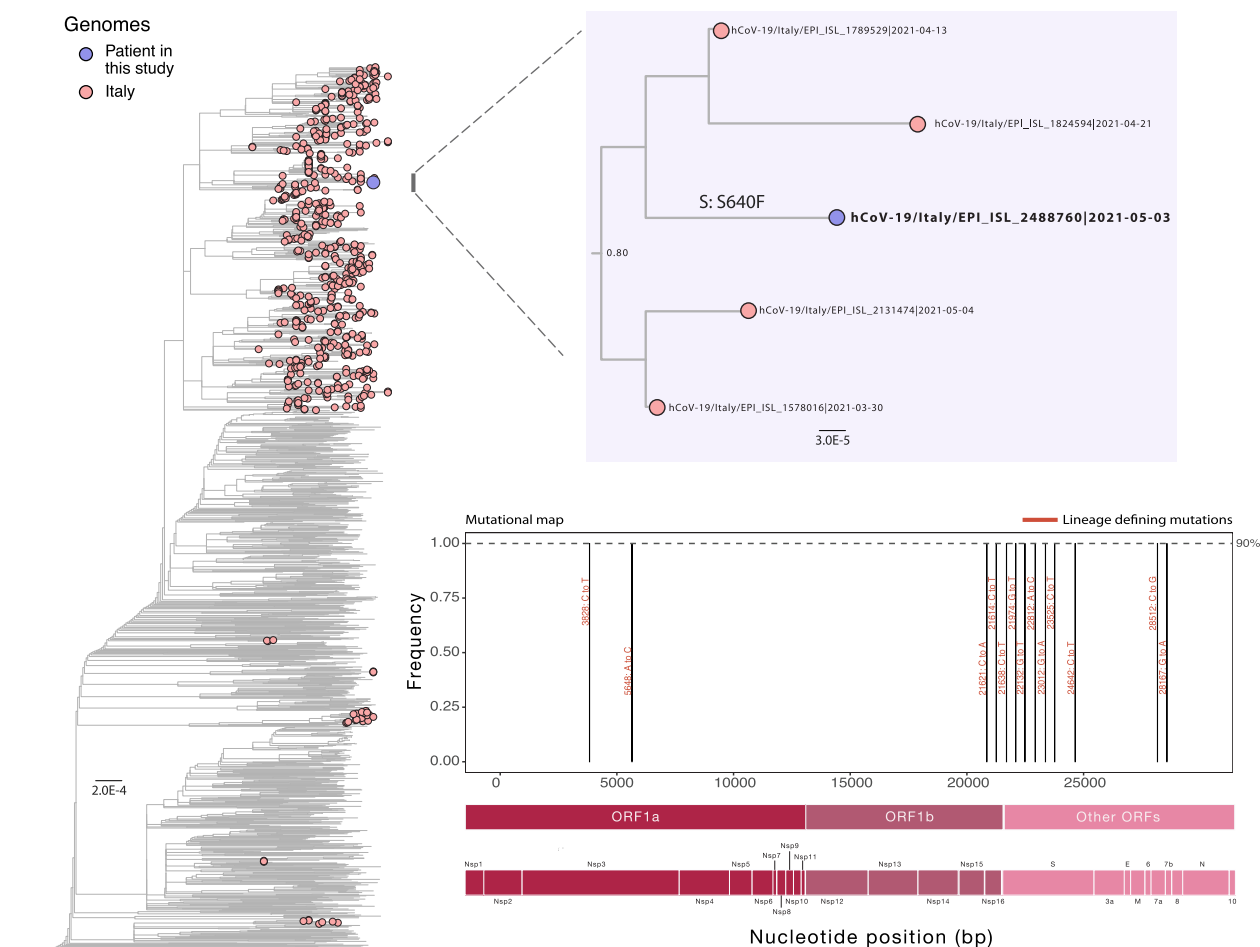 Genomes
Patient in
this study
Italy
hCoV-19/Italy/EPI_ISL_1789529|2021-04-13
hCoV-19/Italy/EPI_ISL_1824594|2021-04-21
S: S640F
hCoV-19/Italy/EPI_ISL_2488760|2021-05-03
0.80
hCoV-19/Italy/EPI_ISL_2131474|2021-05-04
hCoV-19/Italy/EPI_ISL_1578016|2021-03-30
3.0E-5
2.0E-4
Mutational map
Lineage defining mutations
90%
Frequency
1.00
0.75
0.50
0.25
0.00
3828: C to T
5648: A to C
21621: C to A
21614: C to T
21638: C to T
21974: G to T
22132: G to T
22812: A to C
23012: G to A
23525: C to T
24642: C to T
28512: C to G
28167: G to A
0 5000 10000 15000 20000 25000
ORF1a ORF1b Other ORFs
Nsp9
Nsp7 Nsp11
Nsp1 Nsp3 Nsp5 Nsp13 Nsp15 S E 6 7b N
Nsp2 Nsp4 Nsp6 Nsp10 Nsp12 Nsp14 Nsp16 3a M 7a 8 10
Nsp8
Nucleotide position (bp)